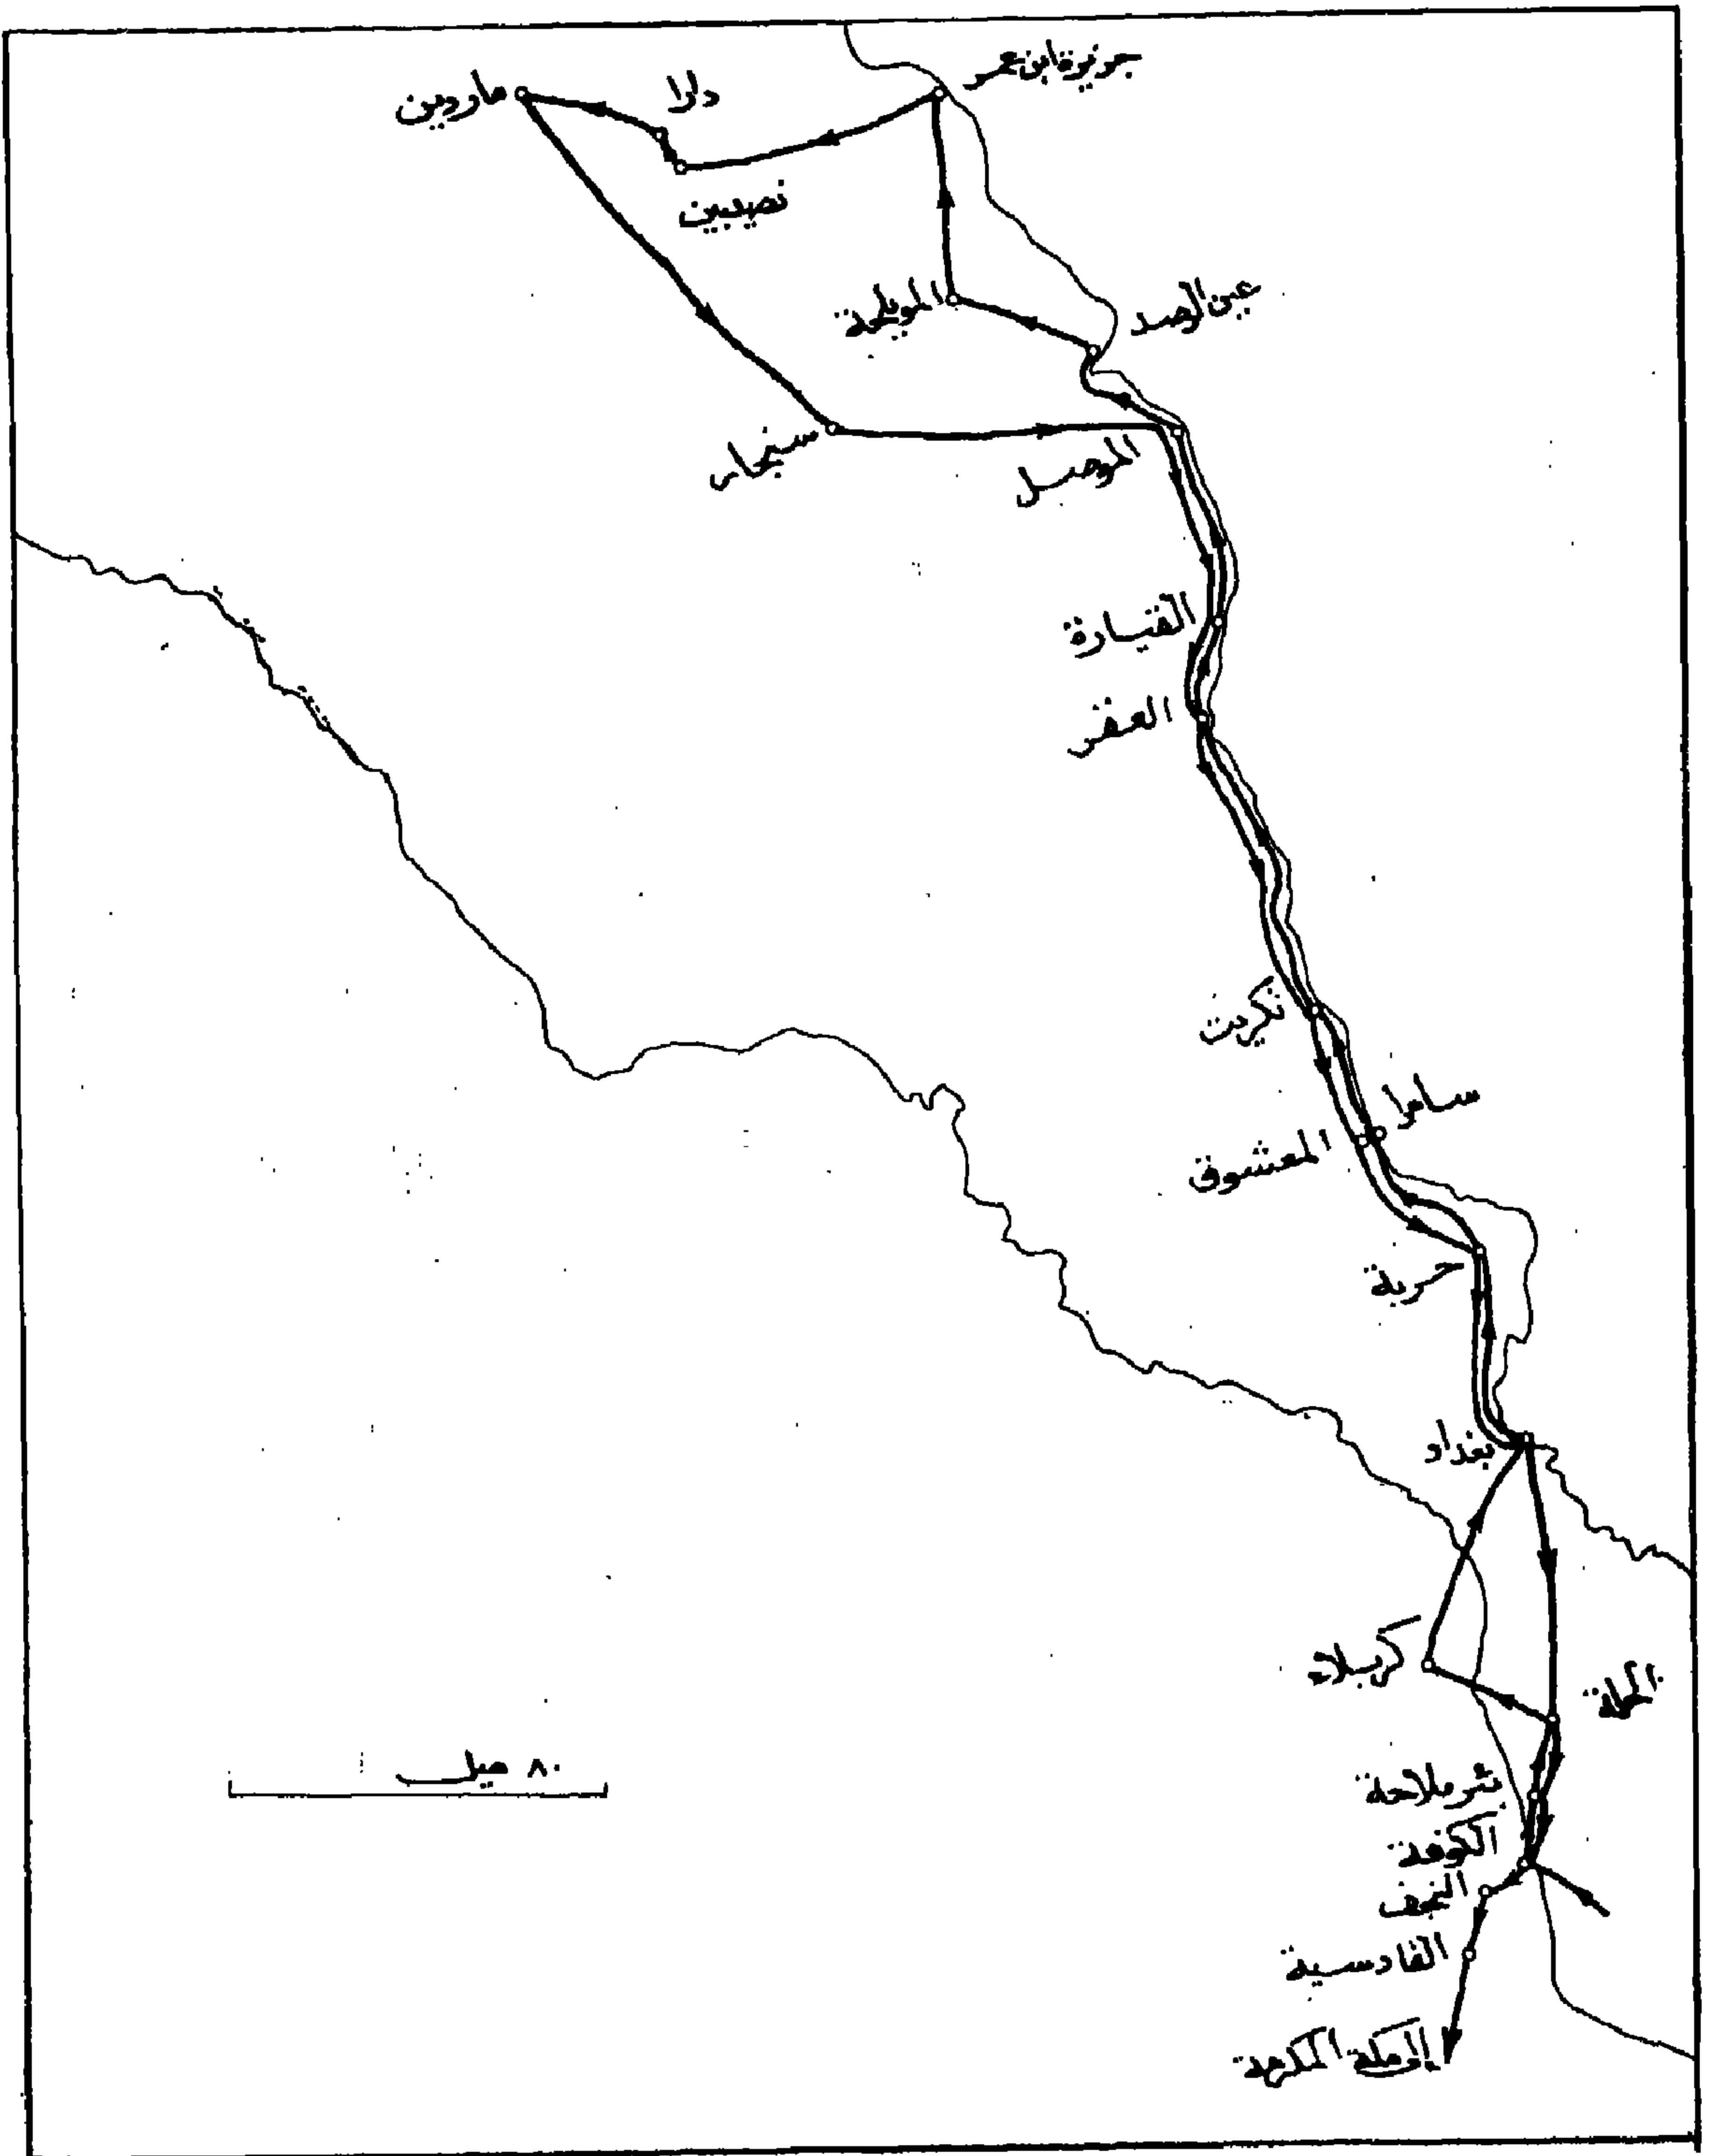 جزيرة ابن عمر
دارا
ماردين
نصيبين
عين الرصد
المويلحة
سنجار
الموصل
القيارة
العقر
تكريت
سامرا
المعشوق
حربة
بغداد
كربلاء
الحلة
٨٠ ميل
بئر ملاحة
الكوفة
النجف
القادسية
إلى مكة المكرمة